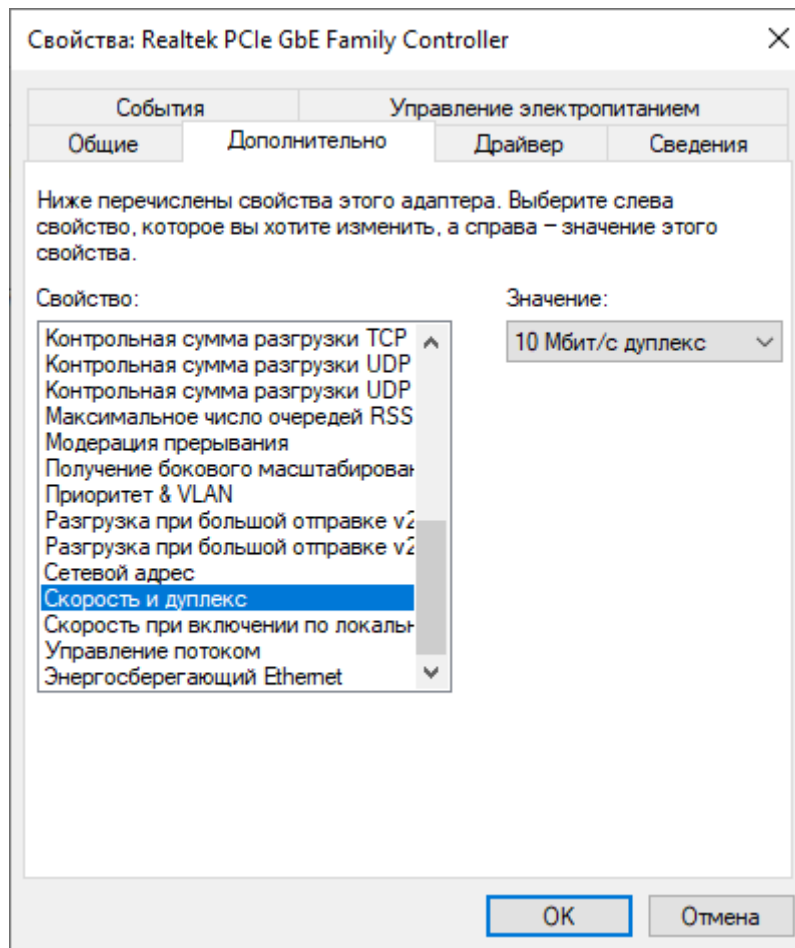 Свойства: Realtek PCIe GbE Family Controller
События
Управление электропитанием
Общие
Дополнительно
Драйвер
Сведения
Ниже перечислены свойства этого адаптера. Выберите слева
свойство, которое вы хотите изменить, а справа – значение этого
свойства.
Свойство:
Значение:
Контрольная сумма разгрузки TCP
Контрольная сумма разгрузки UDP
Контрольная сумма разгрузки UDP
Максимальное число очередей RSS
Модерация прерывания
Получение бокового масштабирован
Приоритет & VLAN
Разгрузка при большой отправке v2
Разгрузка при большой отправке v2
Сетевой адрес
Скорость и дуплекс
Скорость при включении по локальн
Управление потоком
Энергосберегающий Ethernet
10 Мбит/с дуплекс
OK
Отмена